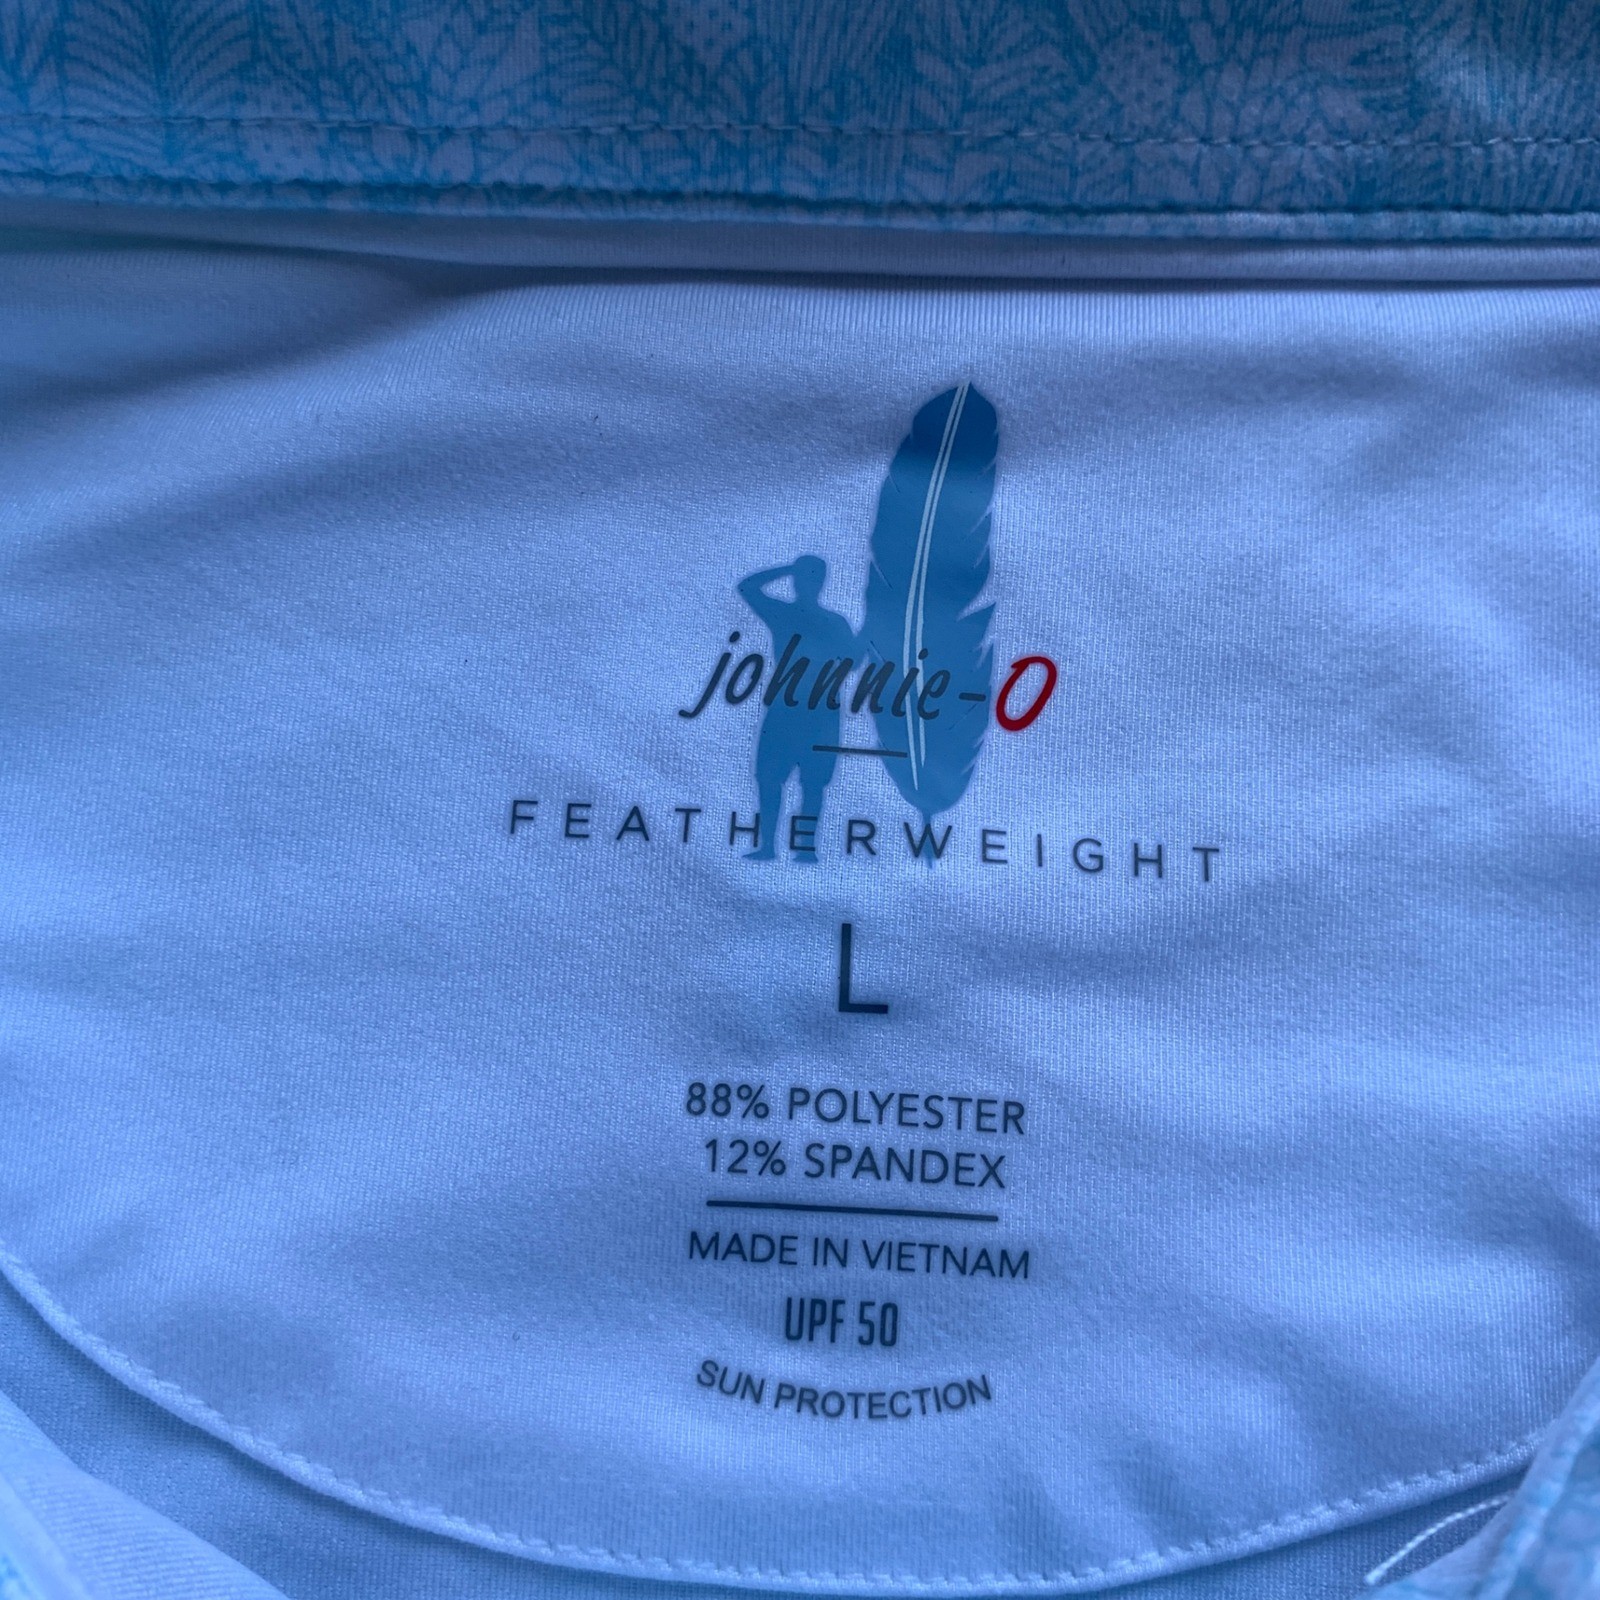 johnnie-O
FEATHERWEIGHT
L
88% POLYESTER
12% SPANDEX
MADE IN VIETNAM
UPF 50
SUN PROTECTION